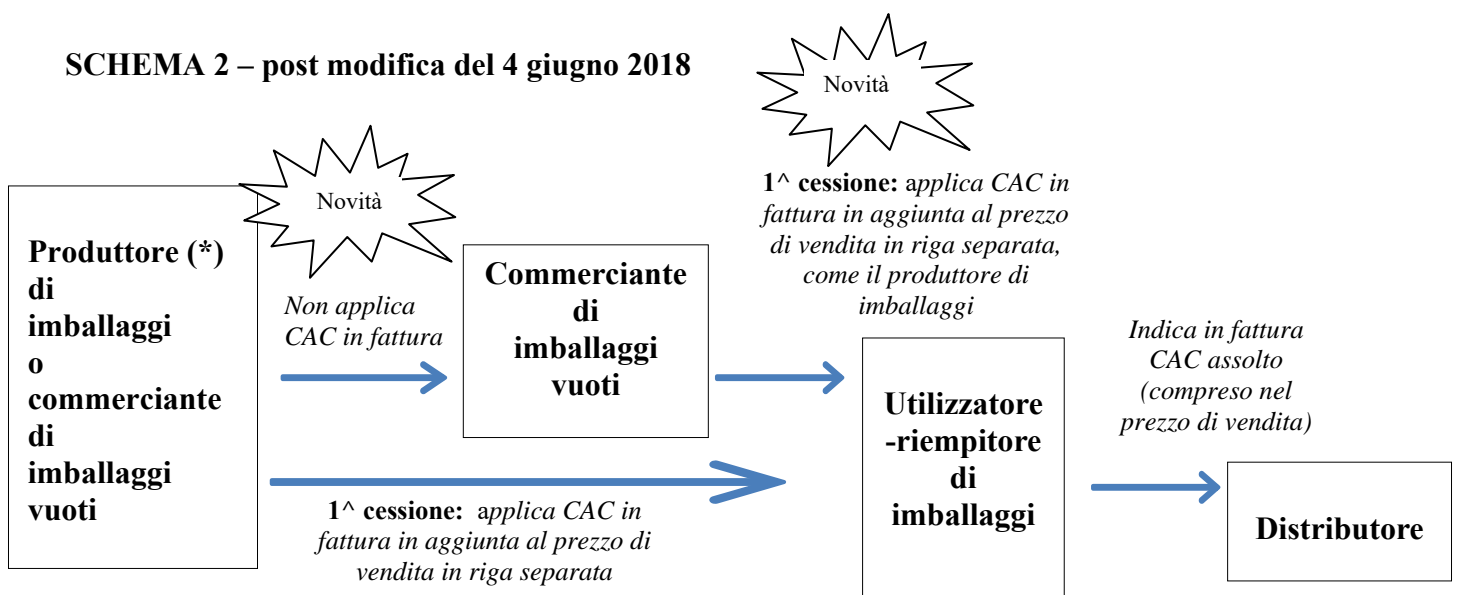 SCHEMA 2 – post modifica del 4 giugno 2018
Novità
Novità
Produttore (*)
di
imballaggi
o
commerciante
di
imballaggi
vuoti
Non applica
CAC in fattura
Commerciante
di
imballaggi
vuoti
1^ cessione: applica CAC in
fattura in aggiunta al prezzo
di vendita in riga separata,
come il produttore di
imballaggi
1^ cessione: applica CAC in
fattura in aggiunta al prezzo di
vendita in riga separata
Utilizzatore
-riempitore
di
imballaggi
Indica in fattura
CAC assolto
(compreso nel
prezzo di vendita)
Distributore